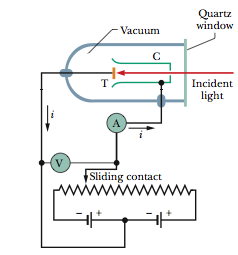 Quartz
window
Vacuum
C
T
Incident
light
i
A
i
V
Sliding contact
- +
- +